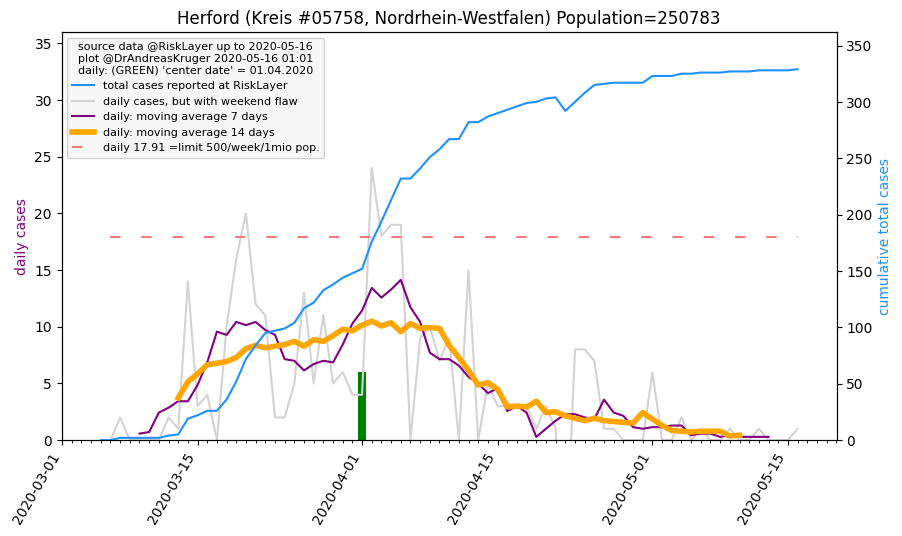 Herford (Kreis #05758, Nordrhein-Westfalen) Population=250783
source data @RiskLayer up to 2020-05-16
plot @DrAndreasKruger 2020-05-16 01:01
daily: (GREEN) 'center date' = 01.04.2020
total cases reported at RiskLayer
daily cases, but with weekend flaw
daily: moving average 7 days
daily: moving average 14 days
daily 17.91 =limit 500/week/1mio pop.
daily cases
35
30
25
20
15
10
5
0
cumulative total cases
350
300
250
200
150
100
50
0
2020-03-01
2020-03-15
2020-04-01
2020-04-15
2020-05-01
2020-05-15